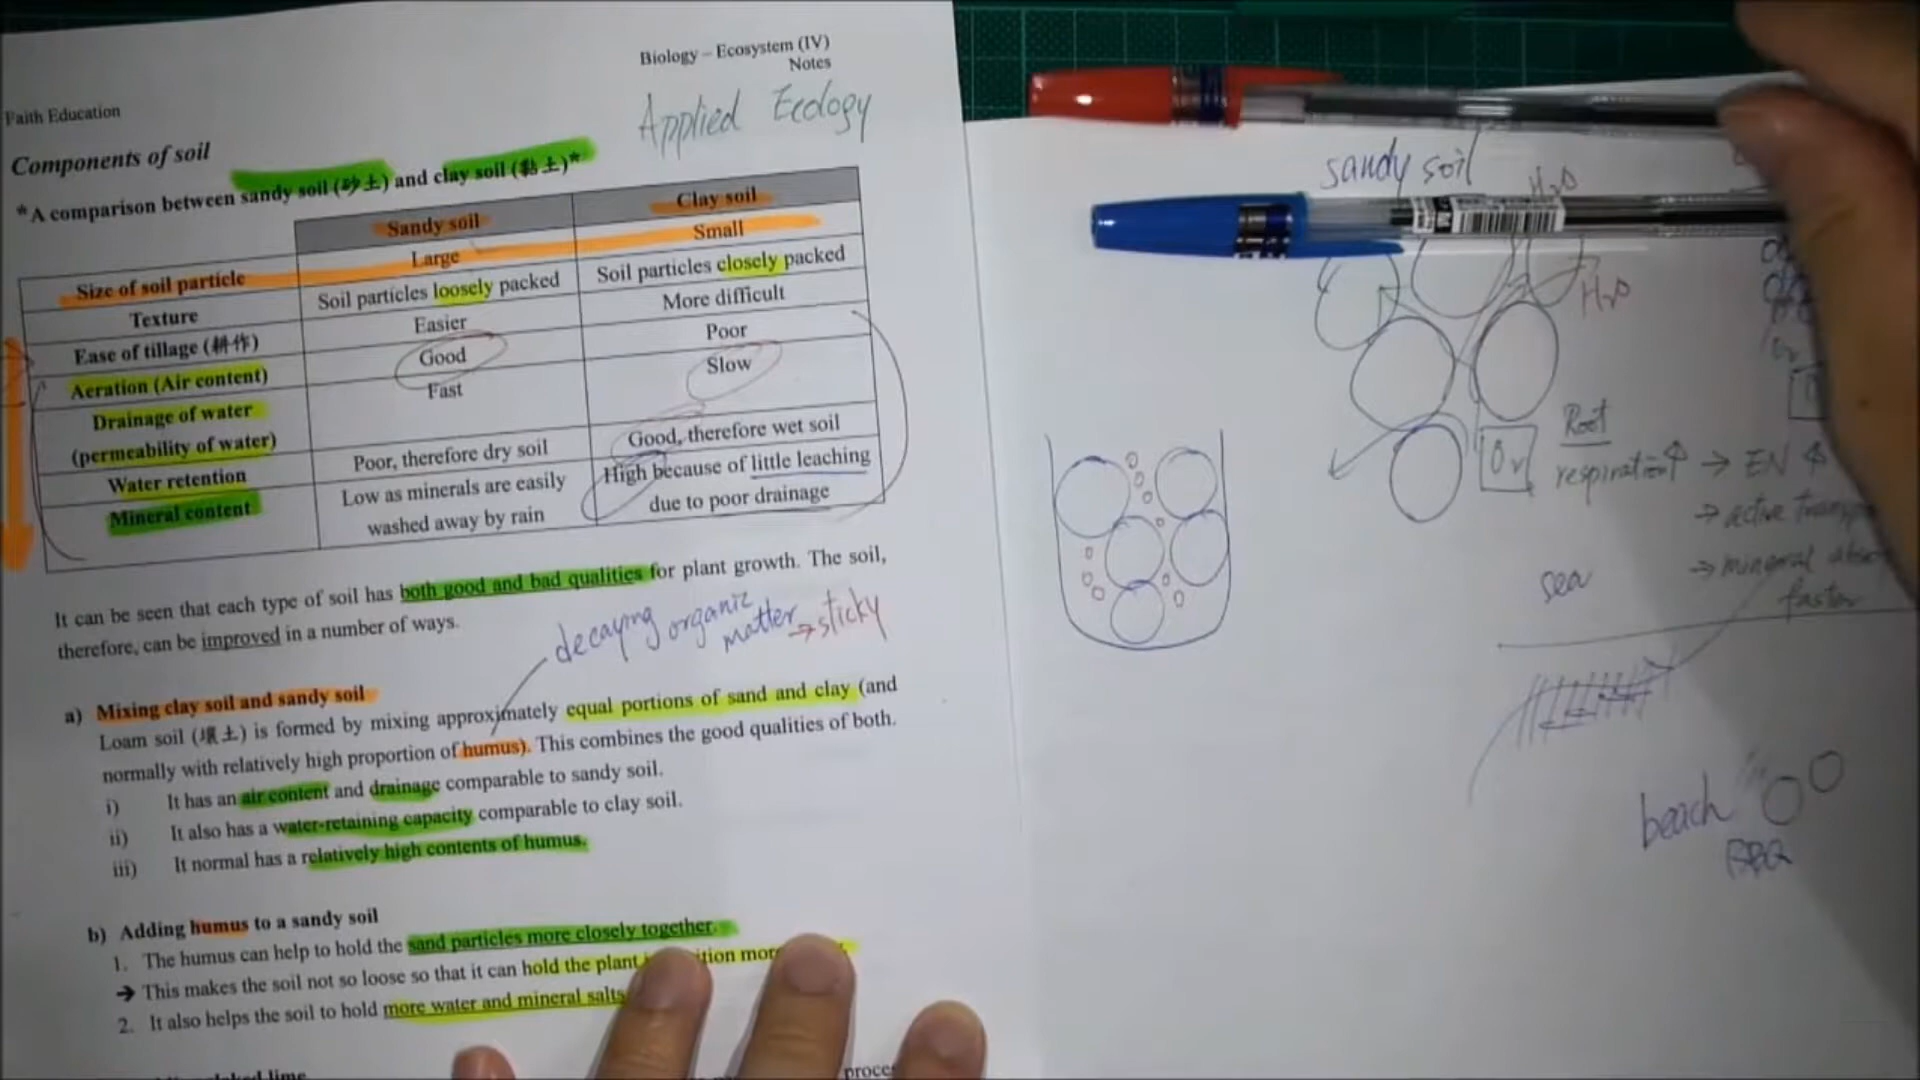 Biology – Ecosystem (IV)
Notes
Faith Education
Applied Ecology
Components of soil
*A comparison between sandy soil (砂土) and clay soil (黏土)*
Sandy soil Clay soil
Size of soil particle Large Small
Texture Soil particles loosely packed Soil particles closely packed
Ease of tillage (耕作) Easier More difficult
Aeration (Air content) Good Poor
Drainage of water Fast Slow
(permeability of water)
Water retention Poor, therefore dry soil Good, therefore wet soil
Mineral content Low as minerals are easily High because of little leaching
washed away by rain due to poor drainage
It can be seen that each type of soil has both good and bad qualities for plant growth. The soil,
therefore, can be improved in a number of ways.
decaying organic
matter → sticky
a) Mixing clay soil and sandy soil
Loam soil (壤土) is formed by mixing approximately equal portions of sand and clay (and
normally with relatively high proportion of humus). This combines the good qualities of both.
i) It has an air content and drainage comparable to sandy soil.
ii) It also has a water-retaining capacity comparable to clay soil.
iii) It normal has a relatively high contents of humus.
b) Adding humus to a sandy soil
1. The humus can help to hold the sand particles more closely together.
→ This makes the soil not so loose so that it can hold the plant
2. It also helps the soil to hold more water and mineral salts
lime
sandy soil
H₂O
H₂O
O₂
Root
respiration↑ → EN ↑
→ active
→ mineral
faster
sea
beach
BBQ